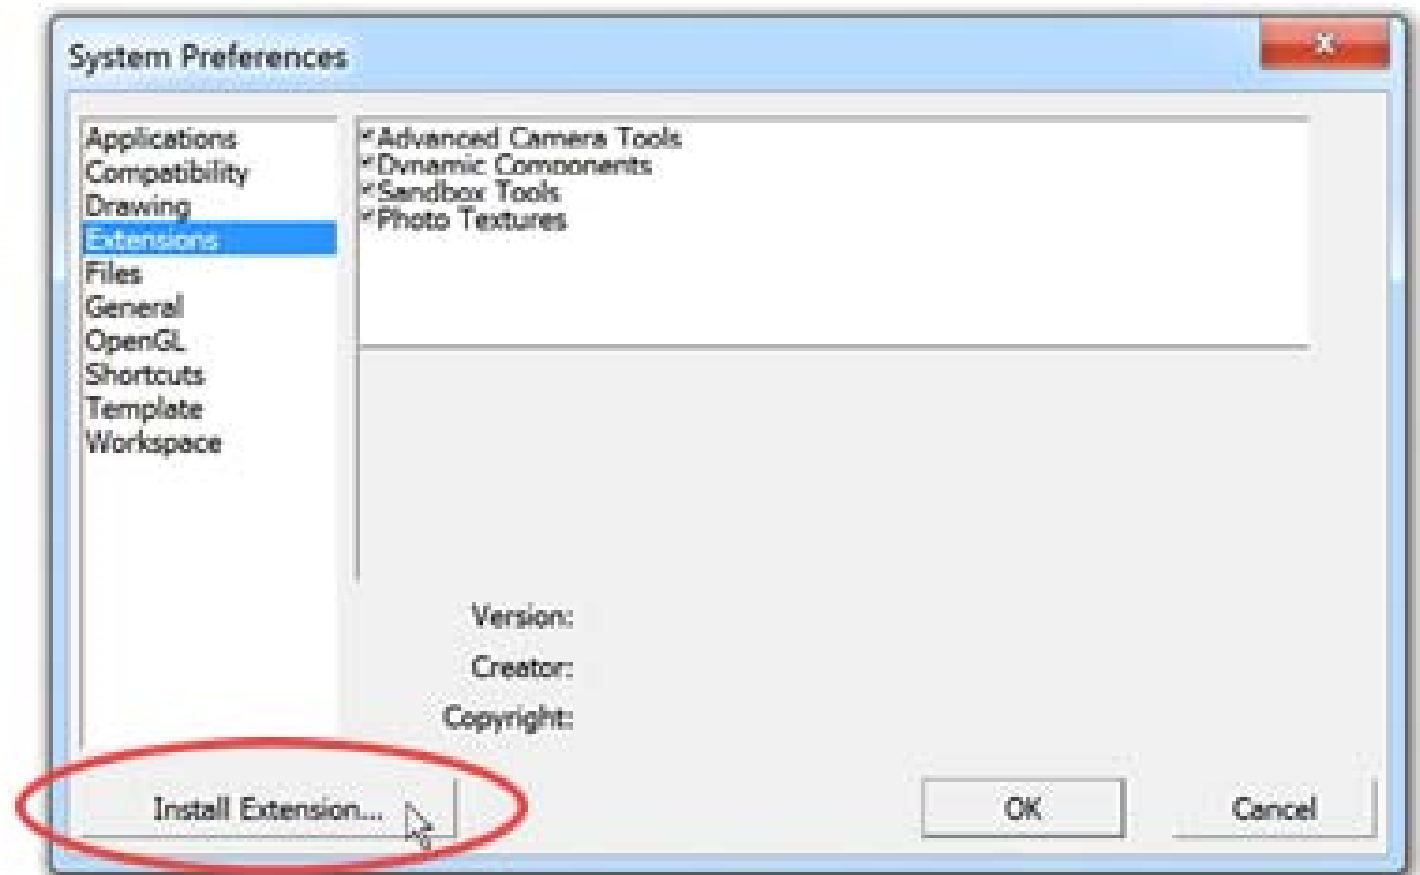 System Preferences
Applications
Compatibility
Drawing
Extensions
Files
General
OpenGL
Shortcuts
Template
Workspace
Advanced Camera Tools
Dynamic Components
Sandbox Tools
Photo Textures
Version:
Creator:
Copyright:
Install Extension...
OK
Cancel